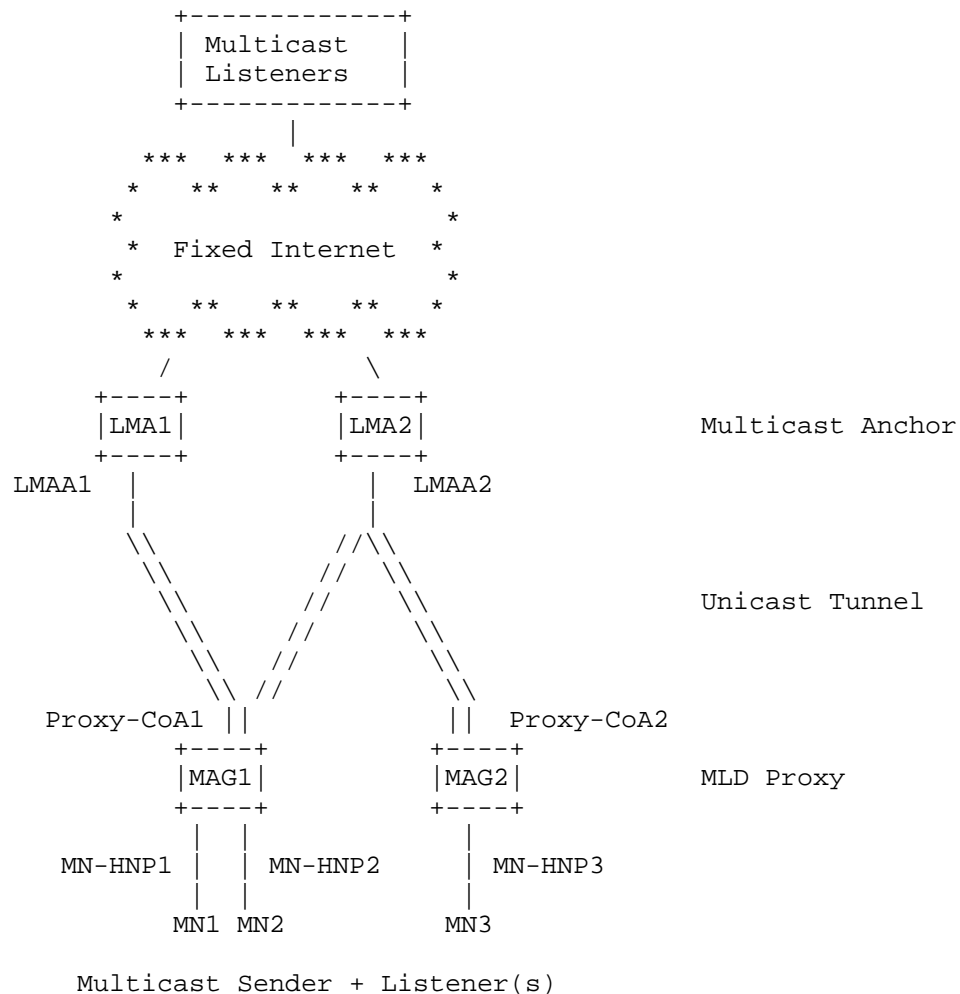 Multicast
Listeners
Fixed Internet
LMA1 LMA2 Multicast Anchor
LMAA1 LMAA2
Unicast Tunnel
Proxy-CoA1 Proxy-CoA2
MAG1 MAG2 MLD Proxy
MN-HNP1 MN-HNP2 MN-HNP3
MN1 MN2 MN3
Multicast Sender + Listener(s)